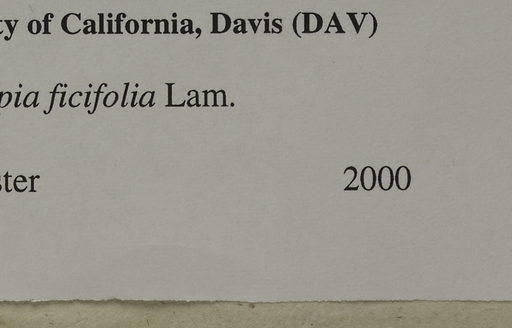 ty of California, Davis (DAV)
pia ficifolia Lam.
ster 2000